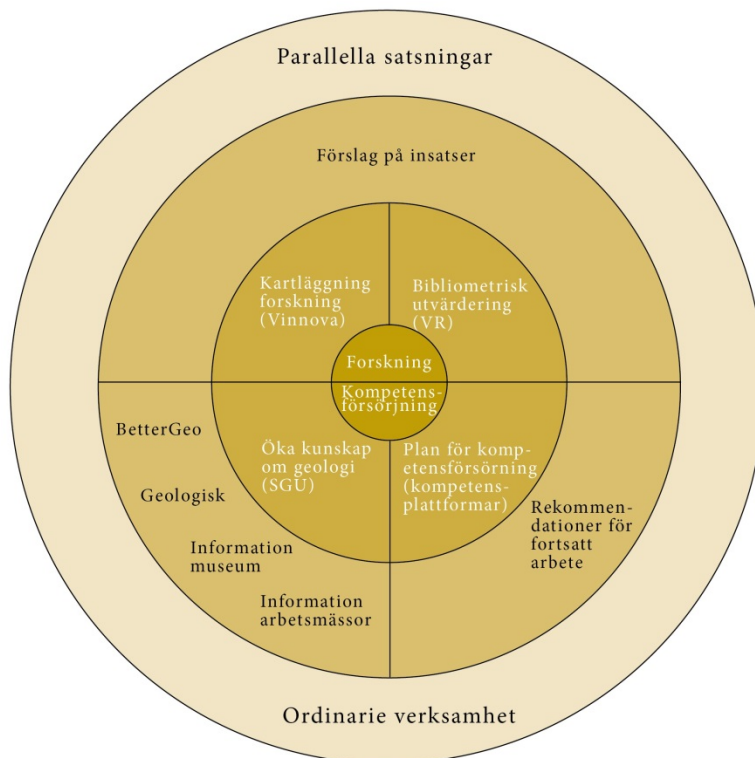 Parallella satsningar
Förslag på insatser
Kartläggning
forskning
(Vinnova)
Bibliometrisk
utvärdering
(VR)
Forskning
Kompetens-
försörjning
BetterGeo
Geologisk
Information
museum
Information
arbetsmässor
Öka kunskap
om geologi
(SGU)
Plan för komp-
etensförsörning
(kompetens-
plattformar)
Rekommen-
dationer för
fortsatt
arbete
Ordinarie verksamhet